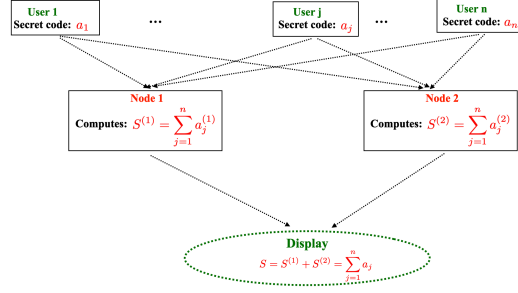 User 1
Secret code: a₁
...
User j
Secret code: aⱼ
...
User n
Secret code: aₙ
Node 1
Computes: S⁽¹⁾ = ∑ⱼ₌₁ⁿ aⱼ⁽¹⁾
Node 2
Computes: S⁽²⁾ = ∑ⱼ₌₁ⁿ aⱼ⁽²⁾
Display
S = S⁽¹⁾ + S⁽²⁾ = ∑ⱼ₌₁ⁿ aⱼ